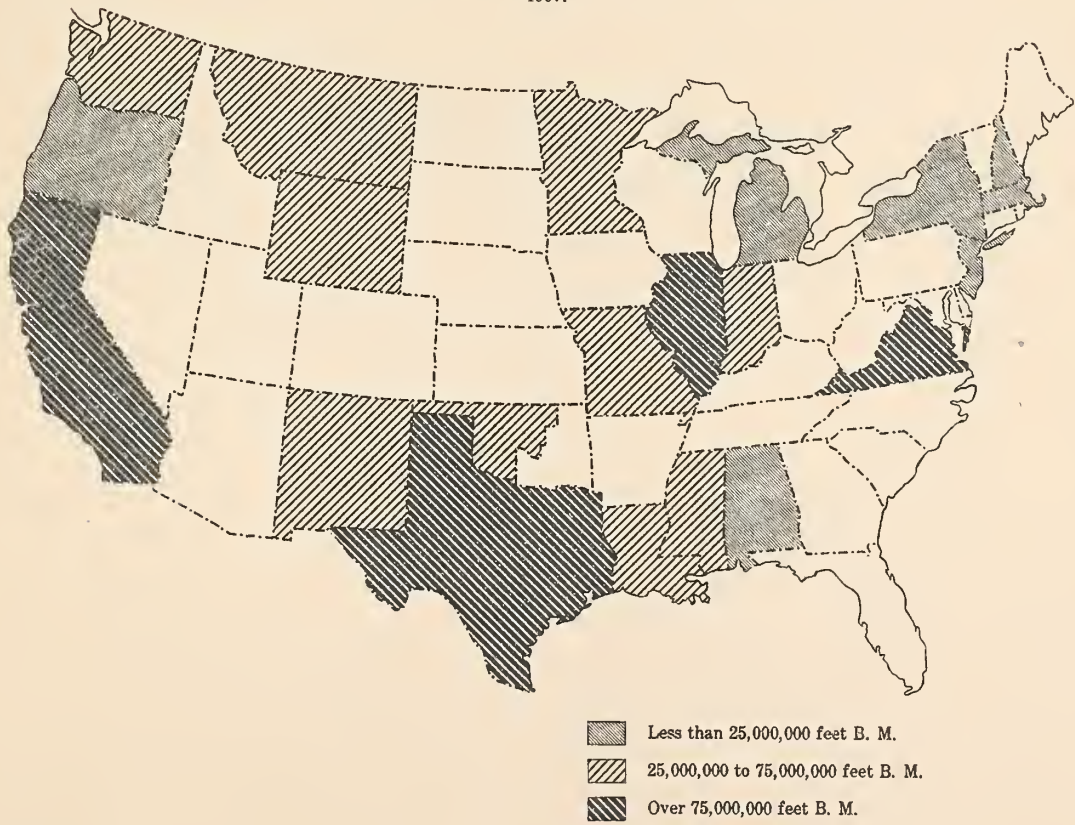 Less than 25,000,000 feet B. M.
25,000,000 to 75,000,000 feet B. M.
Over 75,000,000 feet B. M.